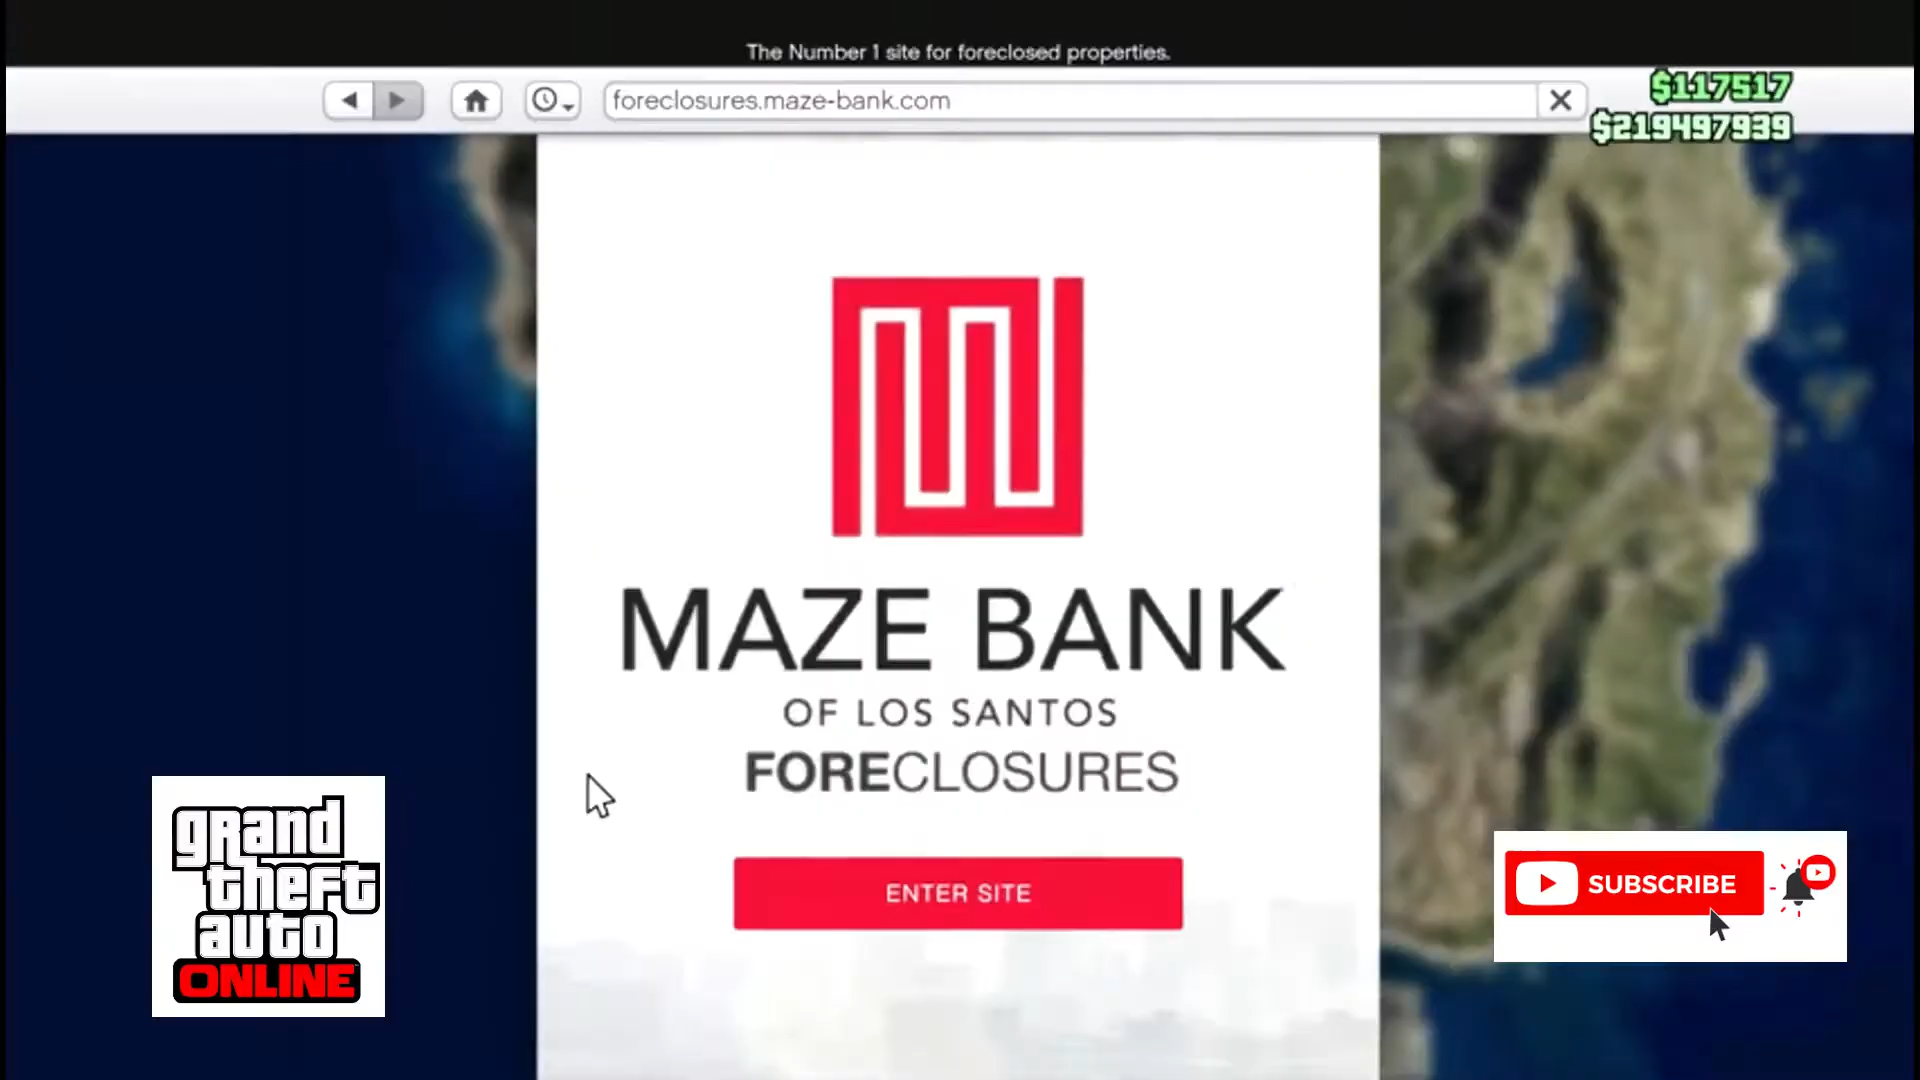 The Number 1 site for foreclosed properties.
foreclosures.maze-bank.com
$117517
$219497939
MAZE BANK
OF LOS SANTOS
FORECLOSURES
ENTER SITE
grand
theft
auto
ONLINE
SUBSCRIBE